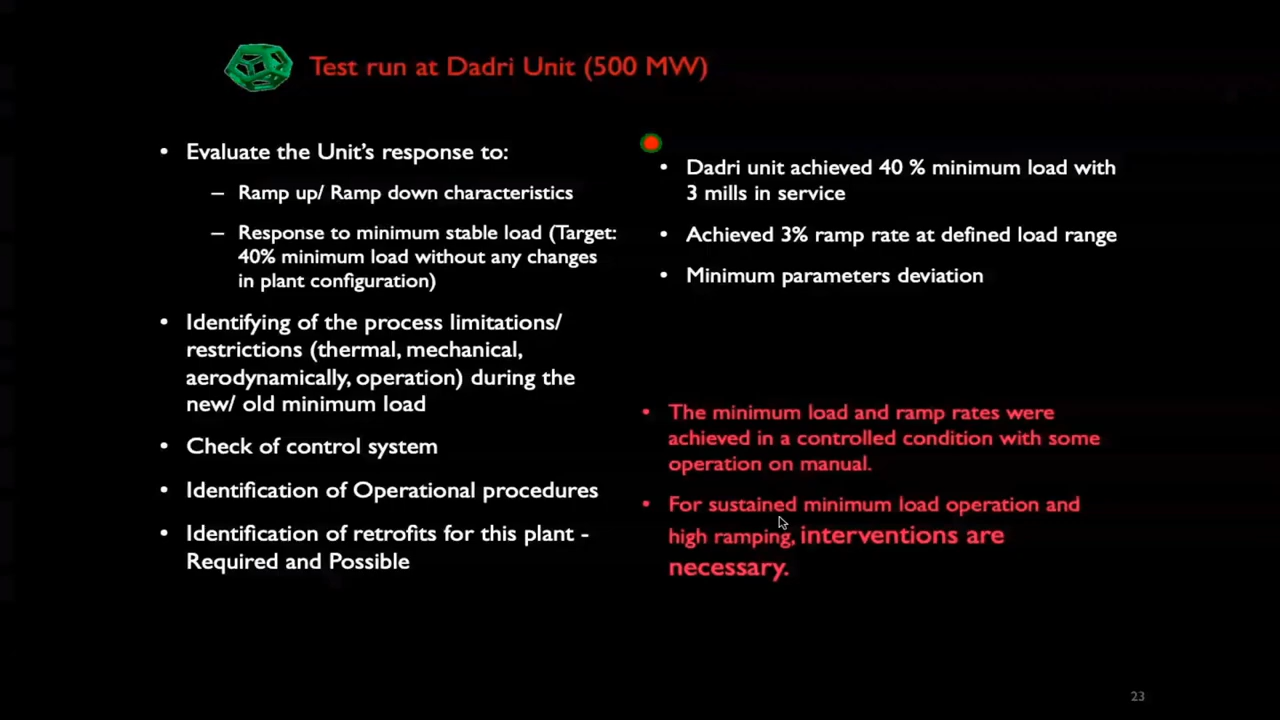 Test run at Dadri Unit (500 MW)
• Evaluate the Unit's response to:
– Ramp up/ Ramp down characteristics
– Response to minimum stable load (Target:
40% minimum load without any changes
in plant configuration)
• Identifying of the process limitations/
restrictions (thermal, mechanical,
aerodynamically, operation) during the
new/ old minimum load
• Check of control system
• Identification of Operational procedures
• Identification of retrofits for this plant -
Required and Possible
• Dadri unit achieved 40 % minimum load with
3 mills in service
• Achieved 3% ramp rate at defined load range
• Minimum parameters deviation
• The minimum load and ramp rates were
achieved in a controlled condition with some
operation on manual.
• For sustained minimum load operation and
high ramping, interventions are
necessary.
23